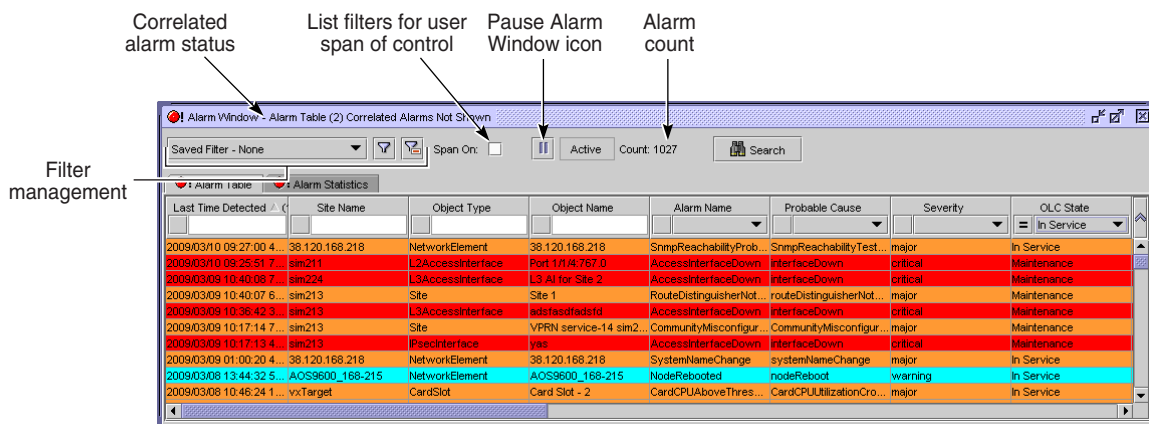 Correlated
alarm status
List filters for user
span of control
Pause Alarm
Window icon
Alarm
count
Filter
management
Alarm Window - Alarm Table (2) Correlated Alarms Not Shown
Saved Filter - None
Span On:
Active
Count: 1027
Search
Alarm Table
Alarm Statistics
Last Time Detected Site Name Object Type Object Name Alarm Name Probable Cause Severity OLC State
= In Service
2009/03/10 09:27:00 4... 38.120.168.218 NetworkElement 38.120.168.218 SnmpReachabilityProb... SnmpReachabilityTest... major In Service
2009/03/10 09:25:51 7... sim211 L2AccessInterface Port 1/1/4:767.0 AccessInterfaceDown interfaceDown critical Maintenance
2009/03/09 10:40:08 7... sim224 L3AccessInterface L3 AI for Site 2 AccessInterfaceDown interfaceDown critical Maintenance
2009/03/09 10:40:07 6... sim213 Site Site 1 RouteDistinguisherNot... routeDistinguisherNot... major Maintenance
2009/03/09 10:36:42 3... sim213 L3AccessInterface adsfasdfadsfd AccessInterfaceDown interfaceDown critical Maintenance
2009/03/09 10:17:14 7... sim213 Site VPRN service-14 sim2... CommunityMisconfigur... CommunityMisconfigur... major Maintenance
2009/03/09 10:17:13 4... sim213 IPsecInterface yas AccessInterfaceDown interfaceDown critical Maintenance
2009/03/09 01:00:20 4... 38.120.168.218 NetworkElement 38.120.168.218 SystemNameChange systemNameChange major In Service
2009/03/08 13:44:32 5... AOS9600_168-215 NetworkElement AOS9600_168-215 NodeRebooted nodeReboot warning In Service
2009/03/08 10:46:24 1... vxTarget CardSlot Card Slot - 2 CardCPUAboveThres... CardCPUUtilizationCro... major In Service